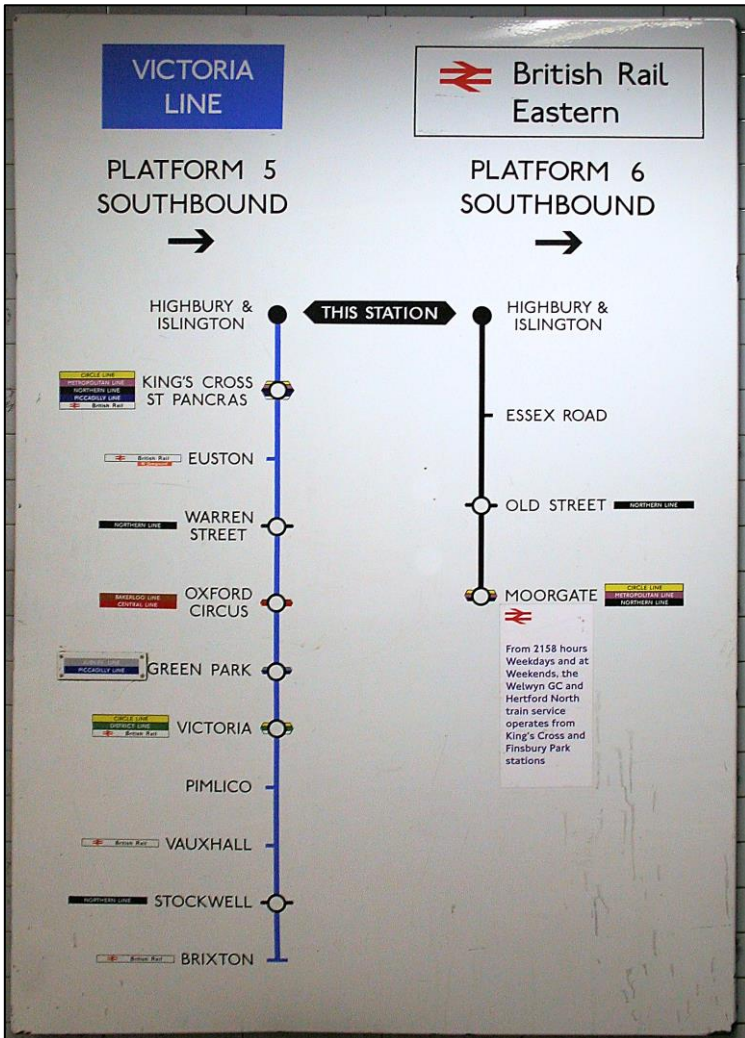 VICTORIA
LINE
PLATFORM 5
SOUTHBOUND
British Rail
Eastern
PLATFORM 6
SOUTHBOUND
THIS STATION
HIGHBURY &
ISLINGTON
CIRCLE LINE
METROPOLITAN LINE
NORTHERN LINE
PICCADILLY LINE
British Rail
KING'S CROSS
ST PANCRAS
British Rail
EUSTON
NORTHERN LINE
WARREN
STREET
BAKERLOO LINE
CENTRAL LINE
OXFORD
CIRCUS
JUBILEE LINE
PICCADILLY LINE
GREEN PARK
CIRCLE LINE
DISTRICT LINE
British Rail
VICTORIA
PIMLICO
British Rail
VAUXHALL
NORTHERN LINE
STOCKWELL
British Rail
BRIXTON
HIGHBURY &
ISLINGTON
ESSEX ROAD
OLD STREET
NORTHERN LINE
MOORGATE
CIRCLE LINE
METROPOLITAN LINE
NORTHERN LINE
From 2158 hours
Weekdays and at
Weekends, the
Welwyn GC and
Hertford North
train service
operates from
King's Cross and
Finsbury Park
stations